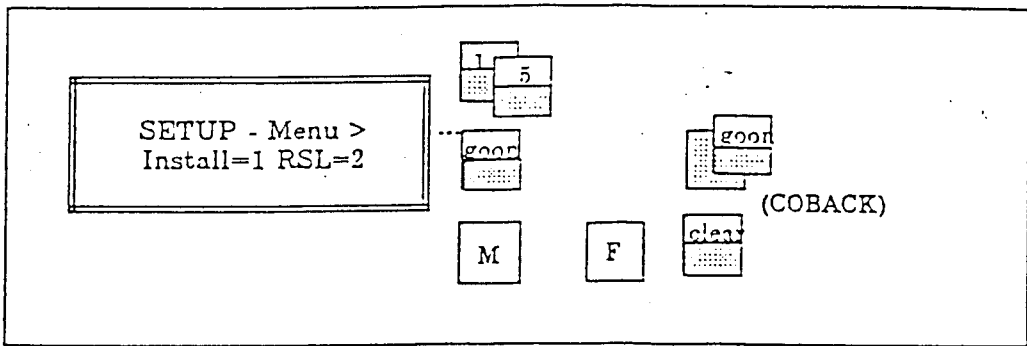 1
5
SETUP - Menu >
Install=1 RSL=2
goon
goon
(COBACK)
M
F
clear